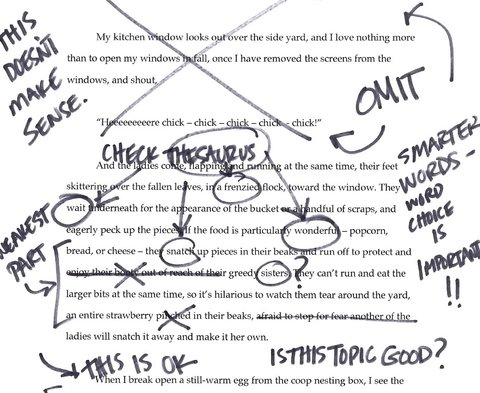 THIS
DOESN'T
MAKE
SENSE.
My kitchen window looks out over the side yard, and I love nothing more
than to open my windows in fall, once I have removed the screens from the
windows, and shout,
OMIT
"Heeeeeeeere chick – chick – chick – chick - chick!"
CHECK THESAURUS
SMARTER
WORDS -
WORD
CHOICE
IS
IMPORTANT
!!
And the ladies come, flapping and running at the same time, their feet
skittering over the fallen leaves, in a frenzied flock, toward the window. They
wait underneath for the appearance of the bucket or a handful of scraps, and
eagerly peck up the pieces. If the food is particularly wonderful – popcorn,
bread, or cheese – they snatch up pieces in their beaks and run off to protect and
enjoy their booty out of reach of their greedy sisters. They can't run and eat the
larger bits at the same time, so it's hilarious to watch them tear around the yard,
an entire strawberry pinched in their beaks, afraid to stop for fear another of the
ladies will snatch it away and make it her own.
WEAKEST
PART
?
THIS IS OK
IS THIS TOPIC GOOD?
When I break open a still-warm egg from the coop nesting box, I see the